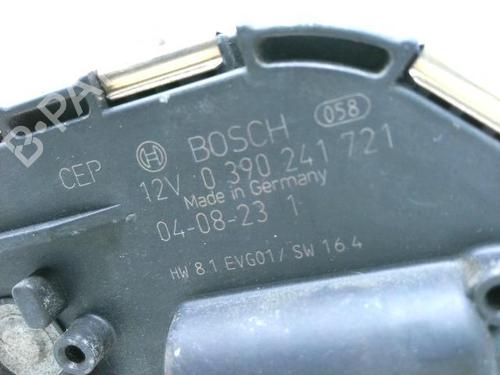 B-PA
CEP
BOSCH
058
12V 0 390 241 721
Made in Germany
04-08-23 1
HW 8.1 EVG01/ SW 16.4